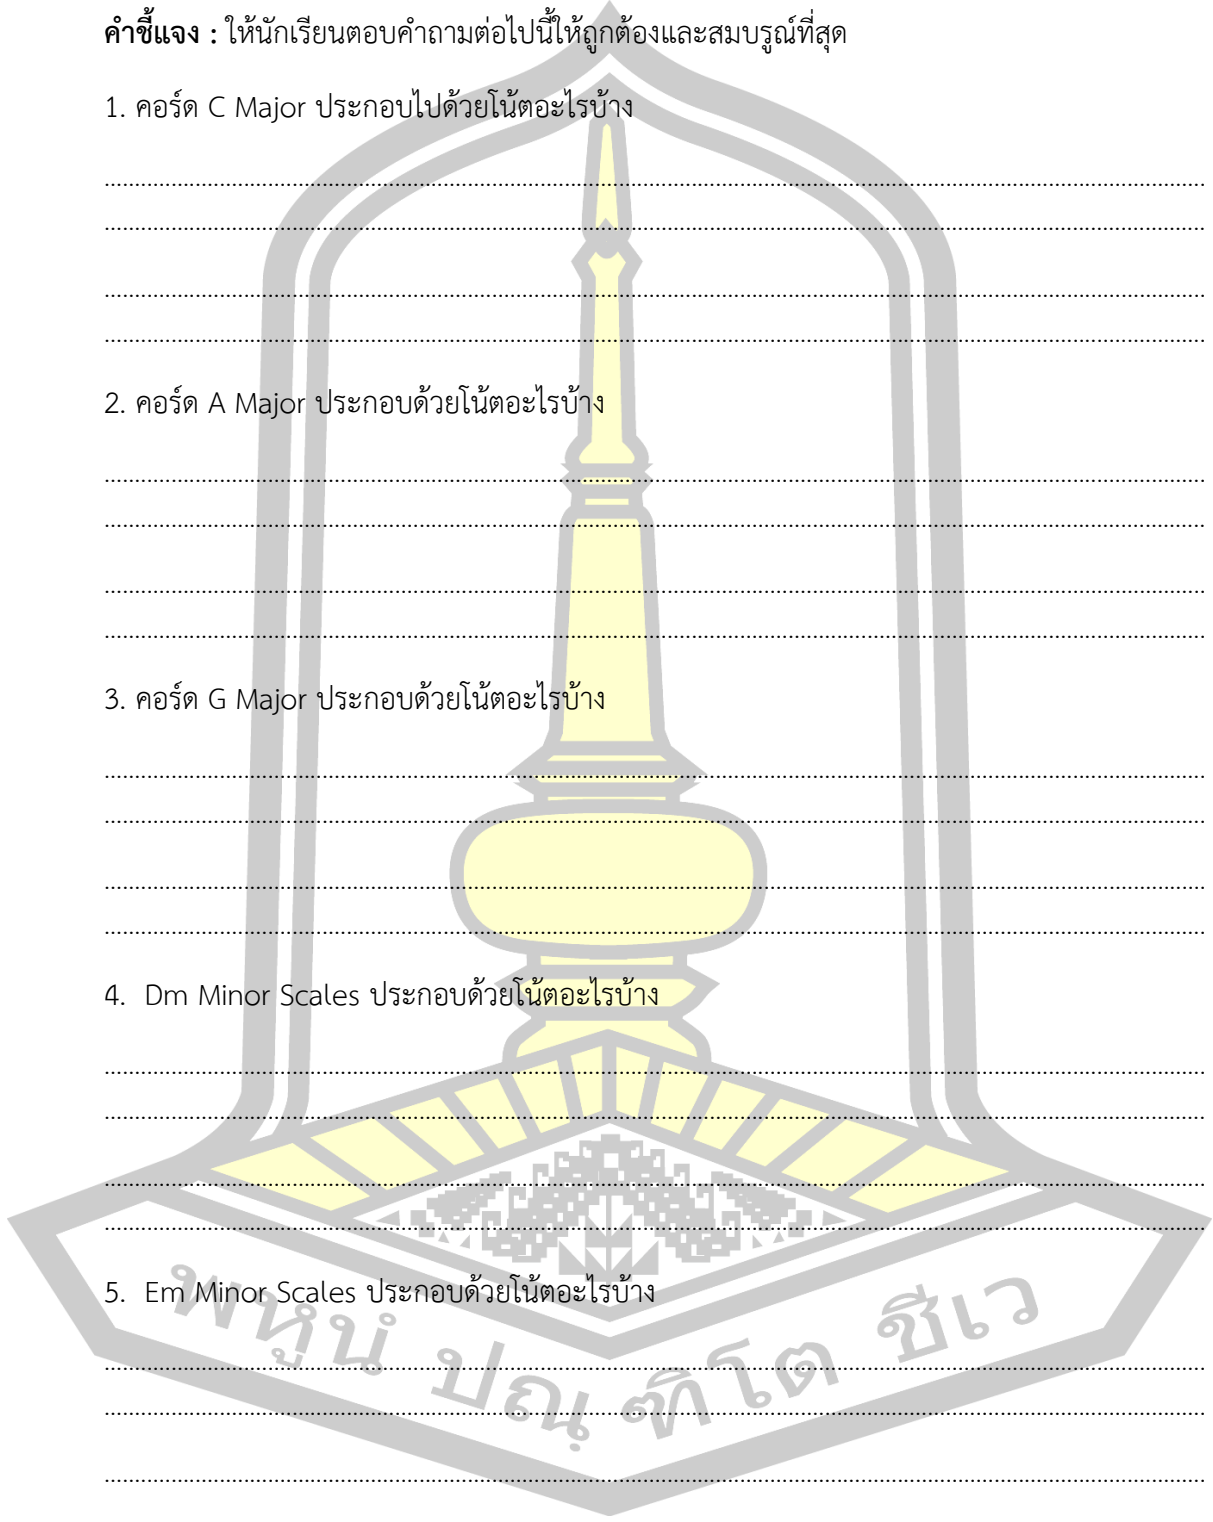 คำชี้แจง : ให้นักเรียนตอบคำถามต่อไปนี้ให้ถูกต้องและสมบรูณ์ที่สุด
1. คอร์ด C Major ประกอบไปด้วยโน้ตอะไรบ้าง
2. คอร์ด A Major ประกอบด้วยโน้ตอะไรบ้าง
3. คอร์ด G Major ประกอบด้วยโน้ตอะไรบ้าง
4. Dm Minor Scales ประกอบด้วยโน้ตอะไรบ้าง
5. Em Minor Scales ประกอบด้วยโน้ตอะไรบ้าง
พหูนํ ปณฺฑิโต ชีเว